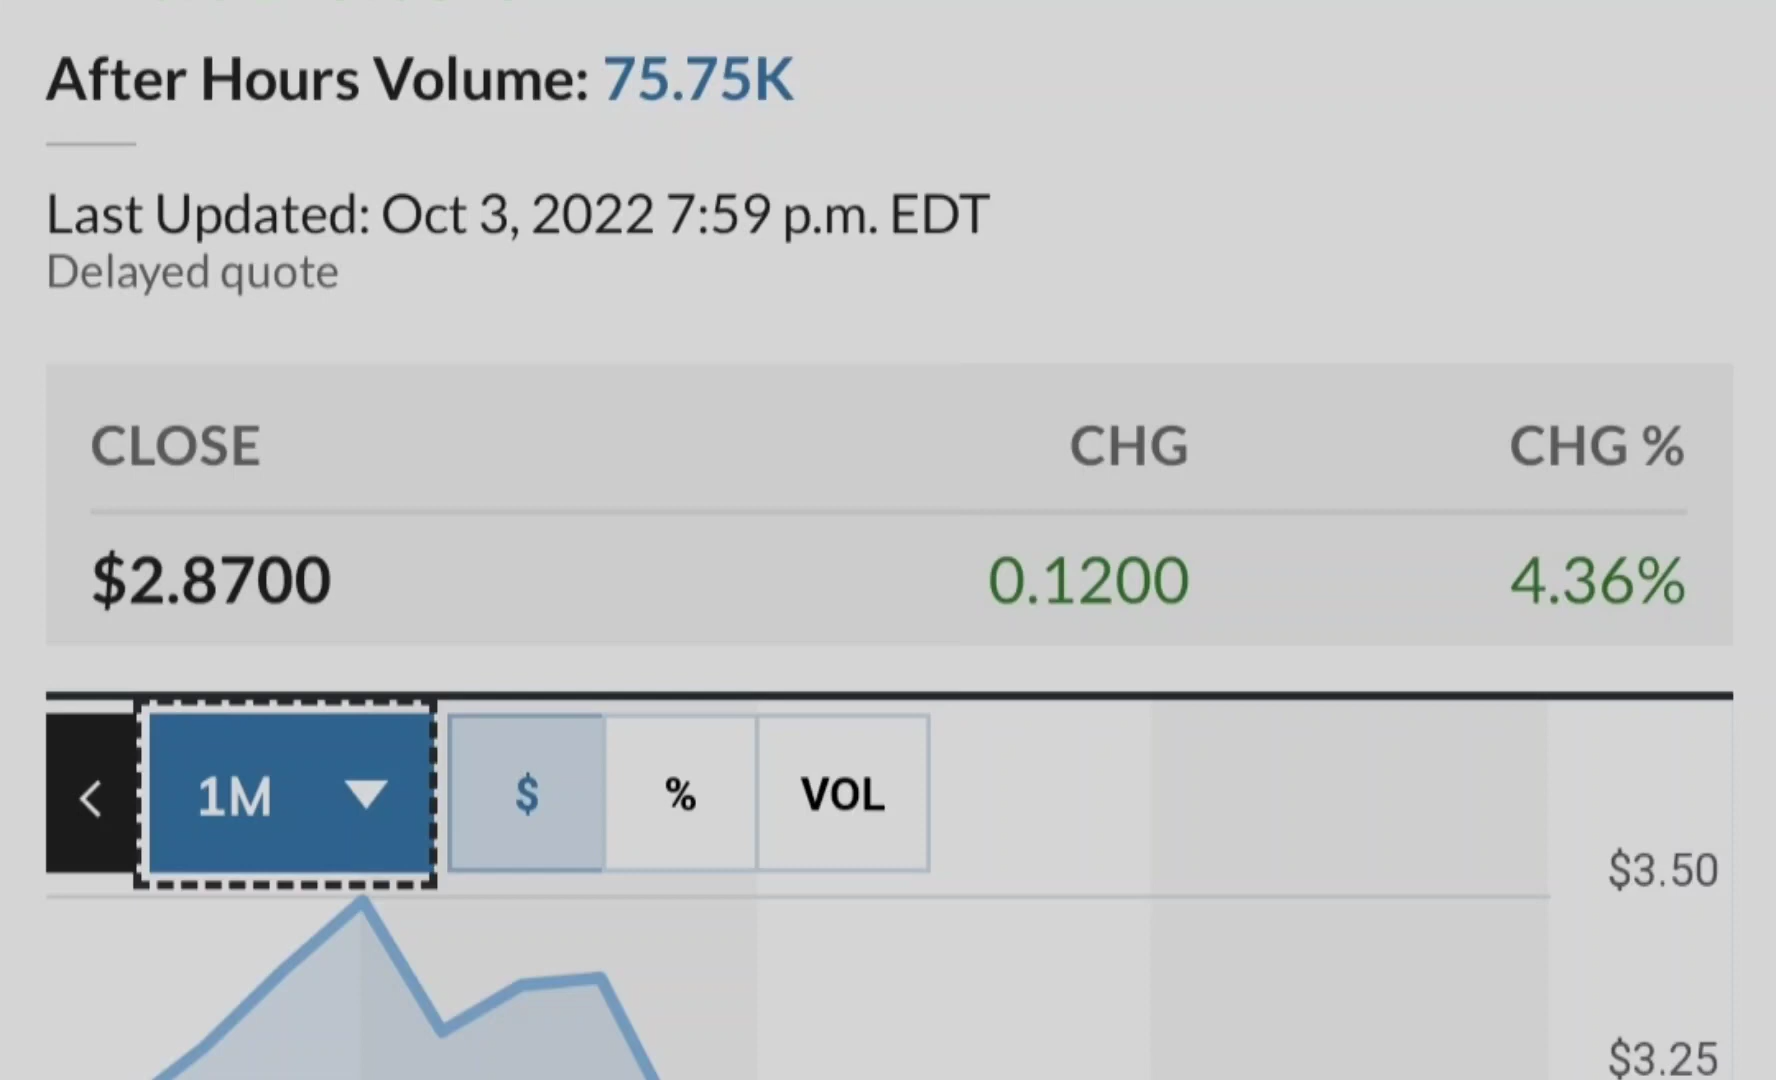 After Hours Volume: 75.75K
Last Updated: Oct 3, 2022 7:59 p.m. EDT
Delayed quote
CLOSE CHG CHG %
$2.8700 0.1200 4.36%
1M $ % VOL
$3.50
$3.25